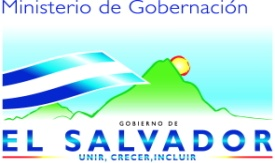 Ministerio de Gobernación
GOBIERNO DE
EL SALVADOR
UNIR, CRECER, INCLUIR